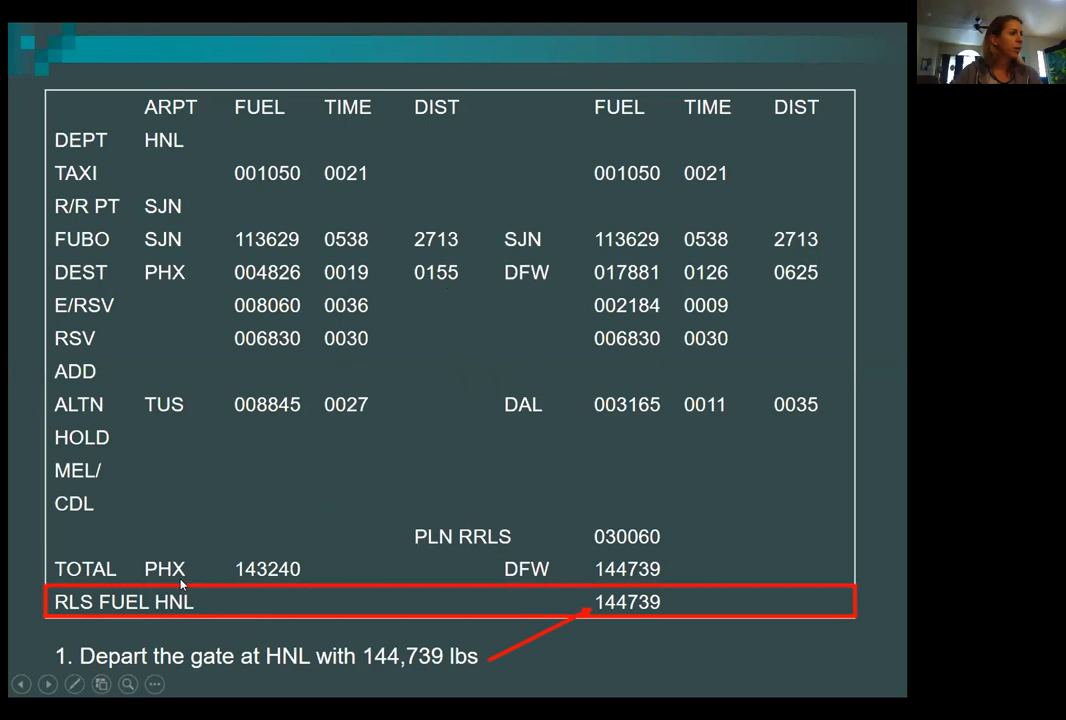 ARPT FUEL TIME DIST FUEL TIME DIST
DEPT HNL
TAXI 001050 0021 001050 0021
R/R PT SJN
FUBO SJN 113629 0538 2713 SJN 113629 0538 2713
DEST PHX 004826 0019 0155 DFW 017881 0126 0625
E/RSV 008060 0036 002184 0009
RSV 006830 0030 006830 0030
ADD
ALTN TUS 008845 0027 DAL 003165 0011 0035
HOLD
MEL/
CDL
PLN RRLS 030060
TOTAL PHX 143240 DFW 144739
RLS FUEL HNL 144739
1. Depart the gate at HNL with 144,739 lbs